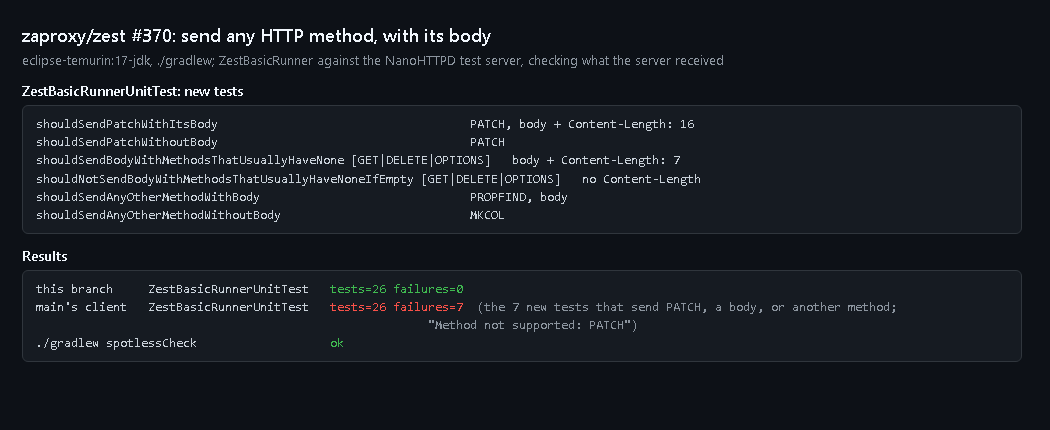 zaproxy/zest #370: send any HTTP method, with its body
eclipse-temurin:17-jdk, ./gradlew; ZestBasicRunner against the NanoHTTPD test server, checking what the server received
ZestBasicRunnerUnitTest: new tests
shouldSendPatchWithItsBody PATCH, body + Content-Length: 16
shouldSendPatchWithoutBody PATCH
shouldSendBodyWithMethodsThatUsuallyHaveNone [GET|DELETE|OPTIONS] body + Content-Length: 7
shouldNotSendBodyWithMethodsThatUsuallyHaveNoneIfEmpty [GET|DELETE|OPTIONS] no Content-Length
shouldSendAnyOtherMethodWithBody PROPFIND, body
shouldSendAnyOtherMethodWithoutBody MKCOL
Results
this branch ZestBasicRunnerUnitTest tests=26 failures=0
main's client ZestBasicRunnerUnitTest tests=26 failures=7 (the 7 new tests that send PATCH, a body, or another method;
"Method not supported: PATCH")
./gradlew spotlessCheck ok